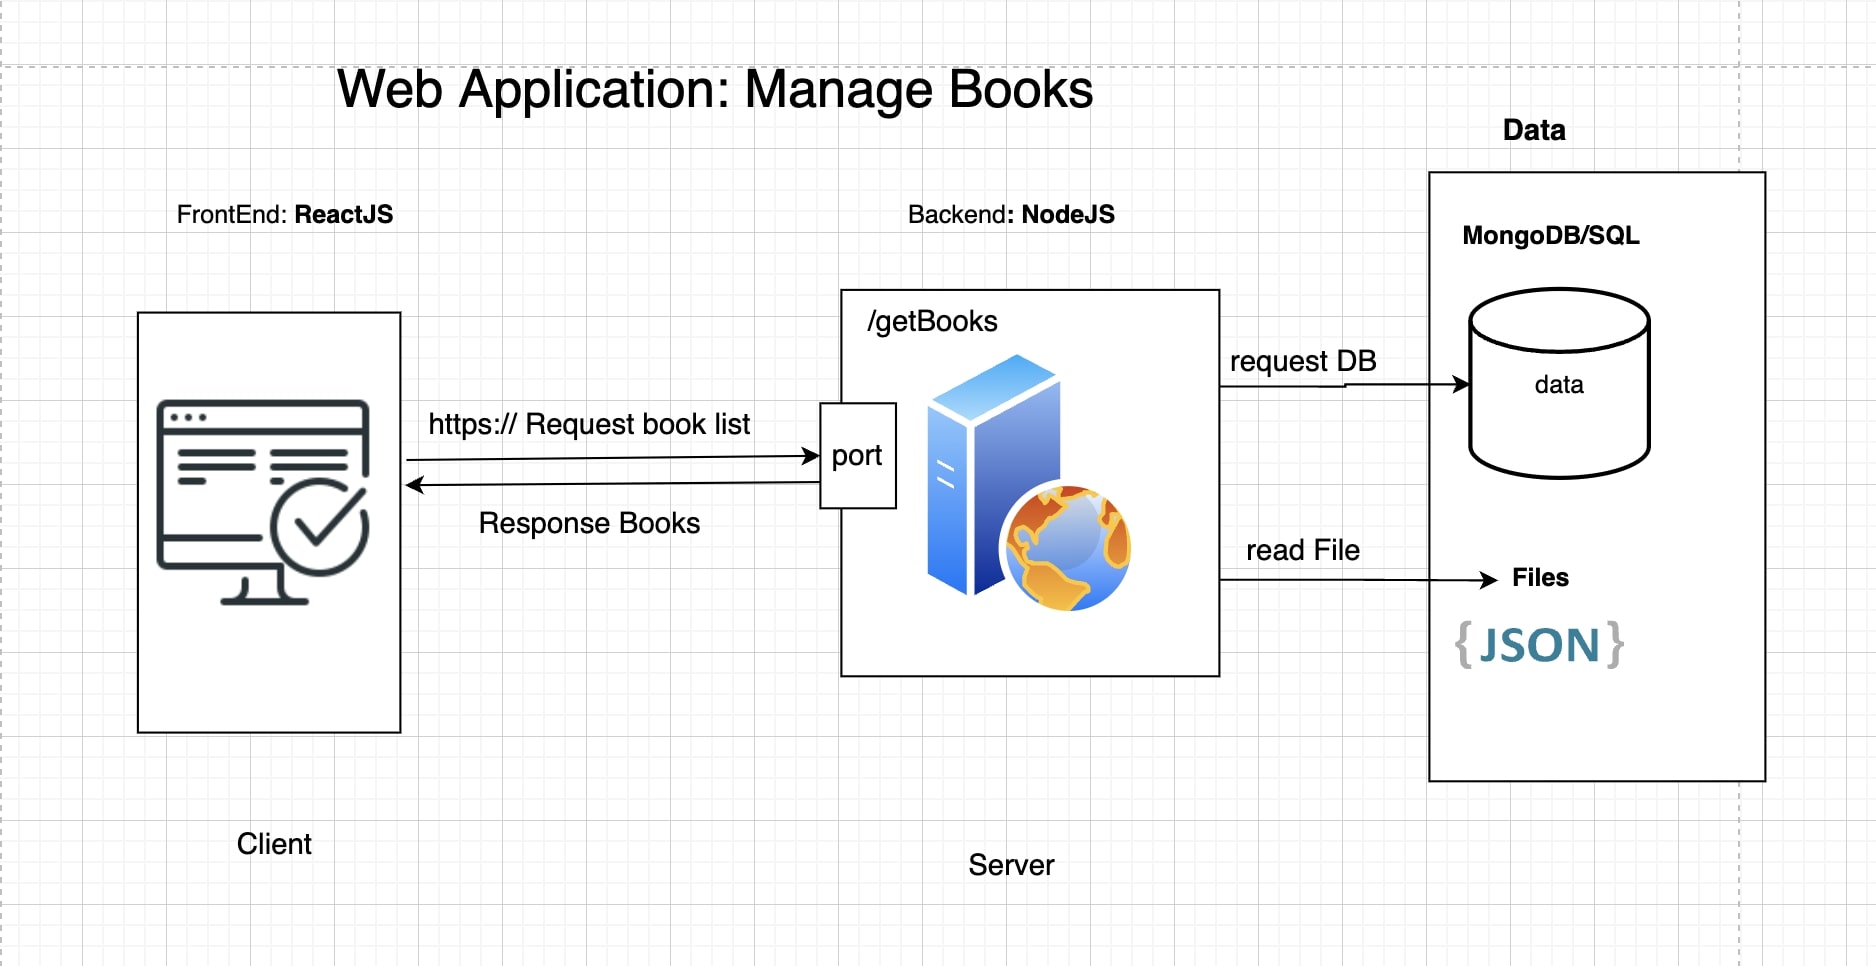 Web Application: Manage Books
Data
FrontEnd: ReactJS
Backend: NodeJS
MongoDB/SQL
/getBooks
request DB
data
https:// Request book list
port
Response Books
read File
Files
{JSON}
Client
Server